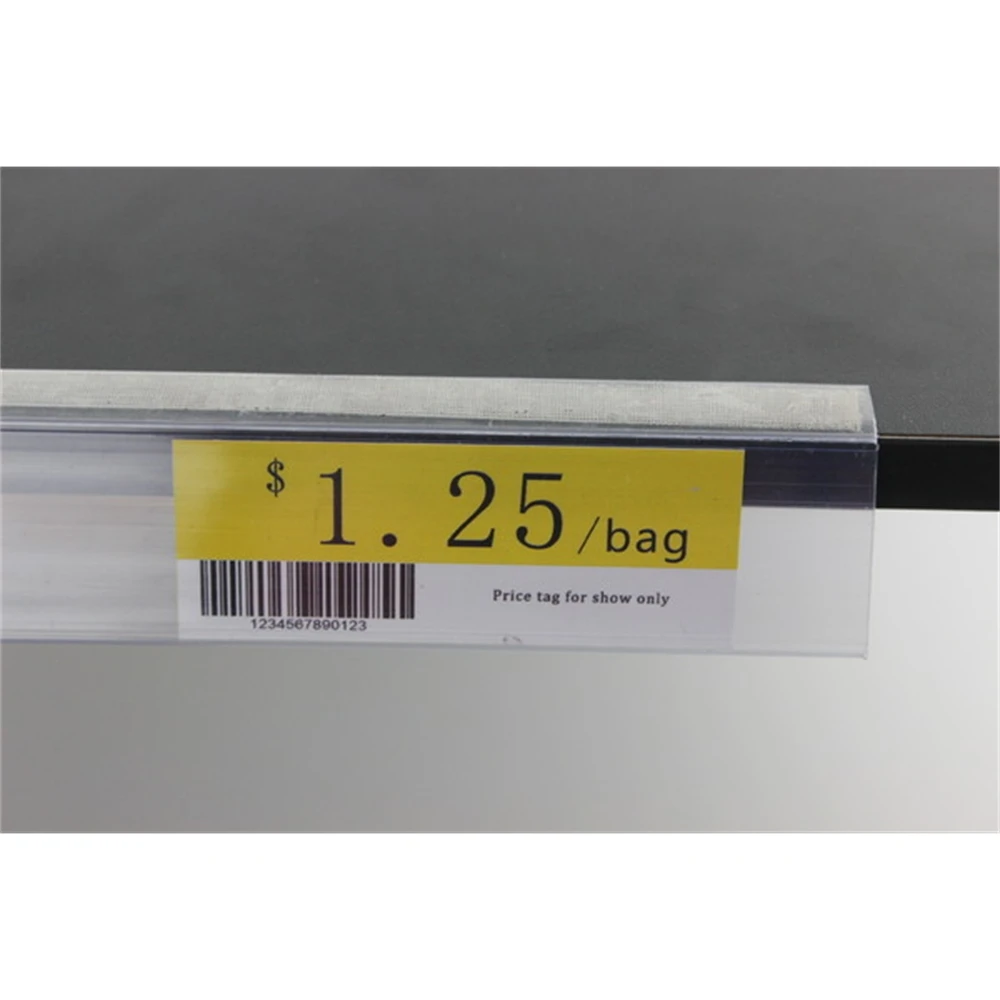 $ 1.25/bag
Price tag for show only
1234567890123